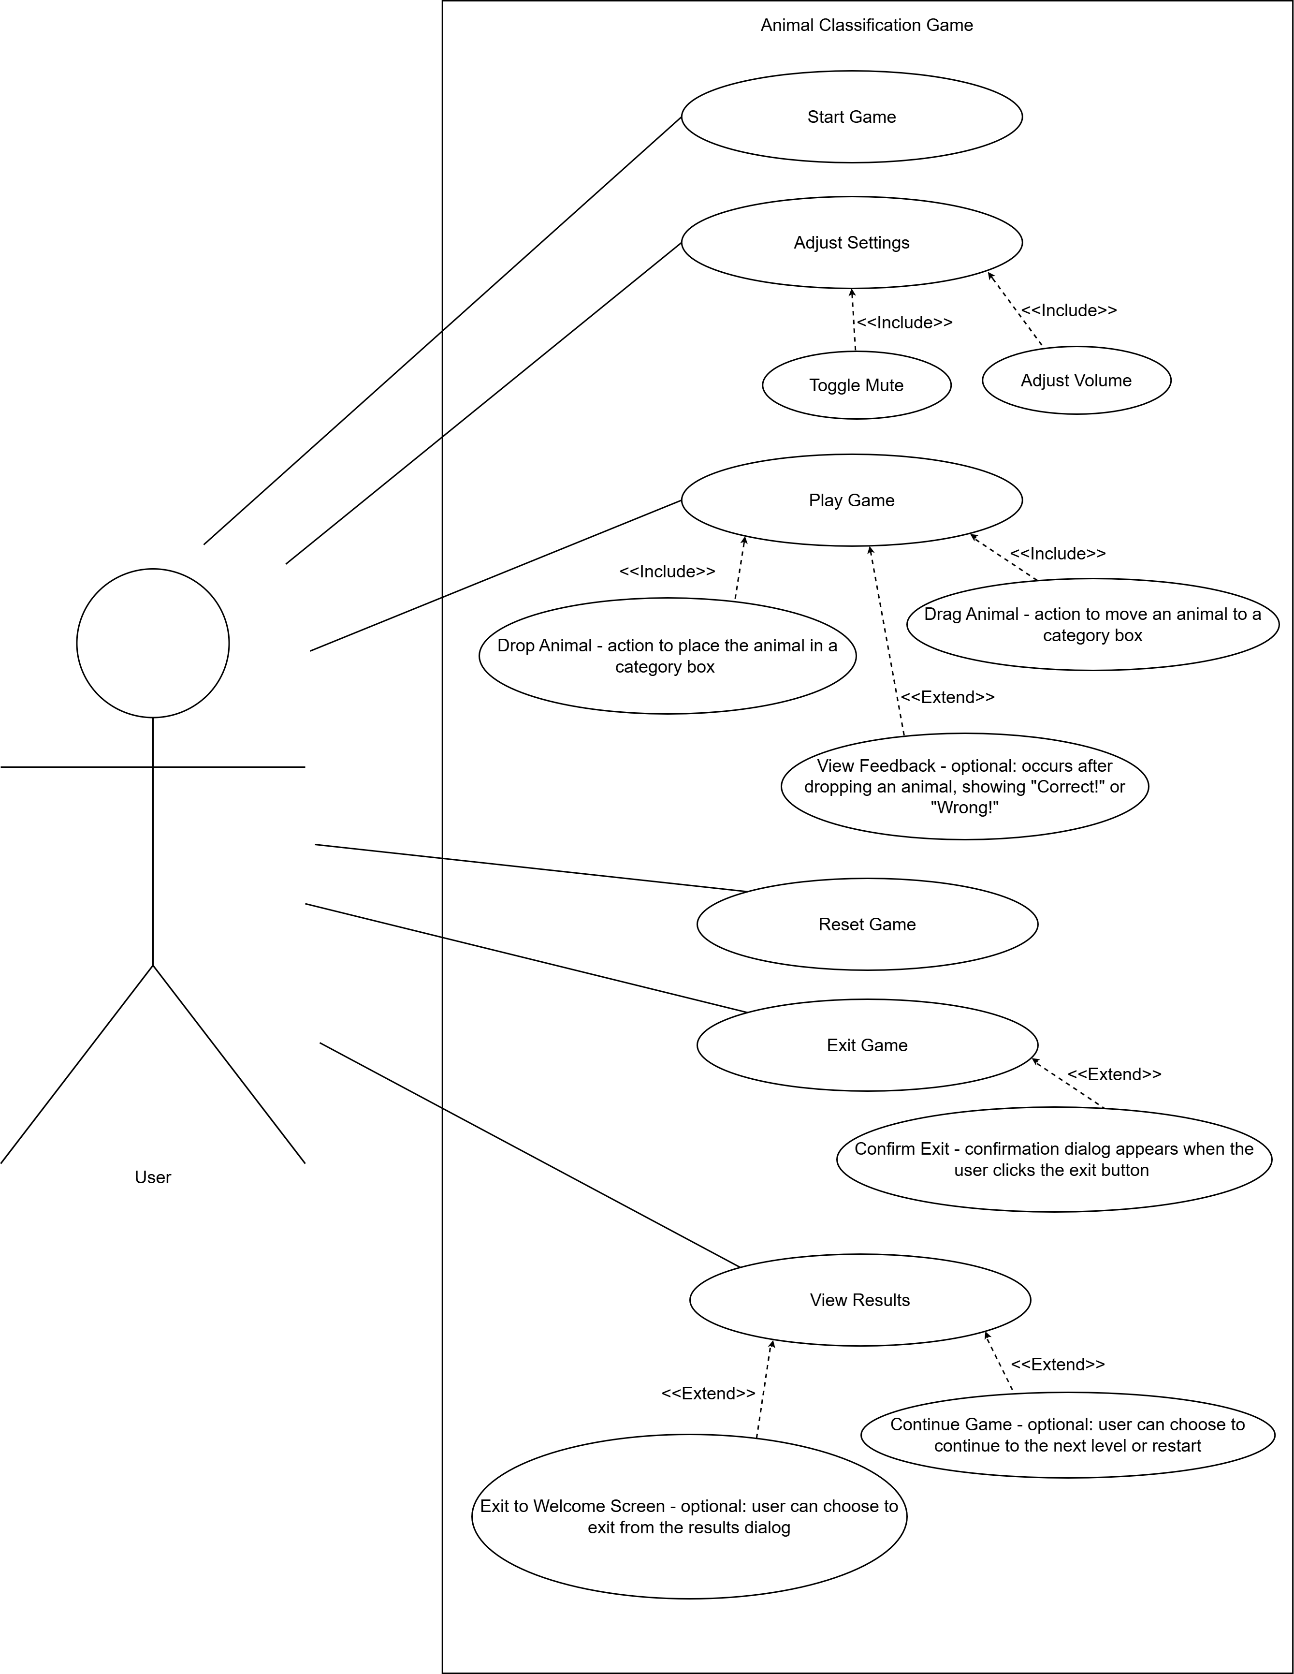 Animal Classification Game
Start Game
Adjust Settings
<<Include>>
<<Include>>
Toggle Mute
Adjust Volume
Play Game
<<Include>>
<<Include>>
Drop Animal - action to place the animal in a
category box
Drag Animal - action to move an animal to a
category box
<<Extend>>
View Feedback - optional: occurs after
dropping an animal, showing "Correct!" or
"Wrong!"
Reset Game
Exit Game
<<Extend>>
Confirm Exit - confirmation dialog appears when the
user clicks the exit button
User
View Results
<<Extend>>
<<Extend>>
Continue Game - optional: user can choose to
continue to the next level or restart
Exit to Welcome Screen - optional: user can choose to
exit from the results dialog